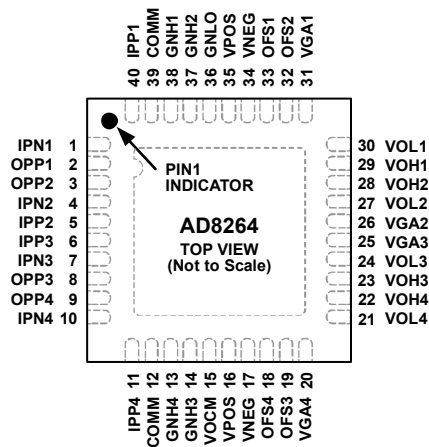 40 IPP1
39 COMM
38 GNH1
37 GNH2
36 GNLO
35 VPOS
34 VNEG
33 OFS1
32 OFS2
31 VGA1
IPN1 1
OPP1 2
OPP2 3
IPN2 4
IPP2 5
IPP3 6
IPN3 7
OPP3 8
OPP4 9
IPN4 10
PIN1
INDICATOR
AD8264
TOP VIEW
(Not to Scale)
30 VOL1
29 VOH1
28 VOH2
27 VOL2
26 VGA2
25 VGA3
24 VOL3
23 VOH3
22 VOH4
21 VOL4
IPP4 11
COMM 12
GNH4 13
GNH3 14
VOCM 15
VPOS 16
VNEG 17
OFS4 18
OFS3 19
VGA4 20